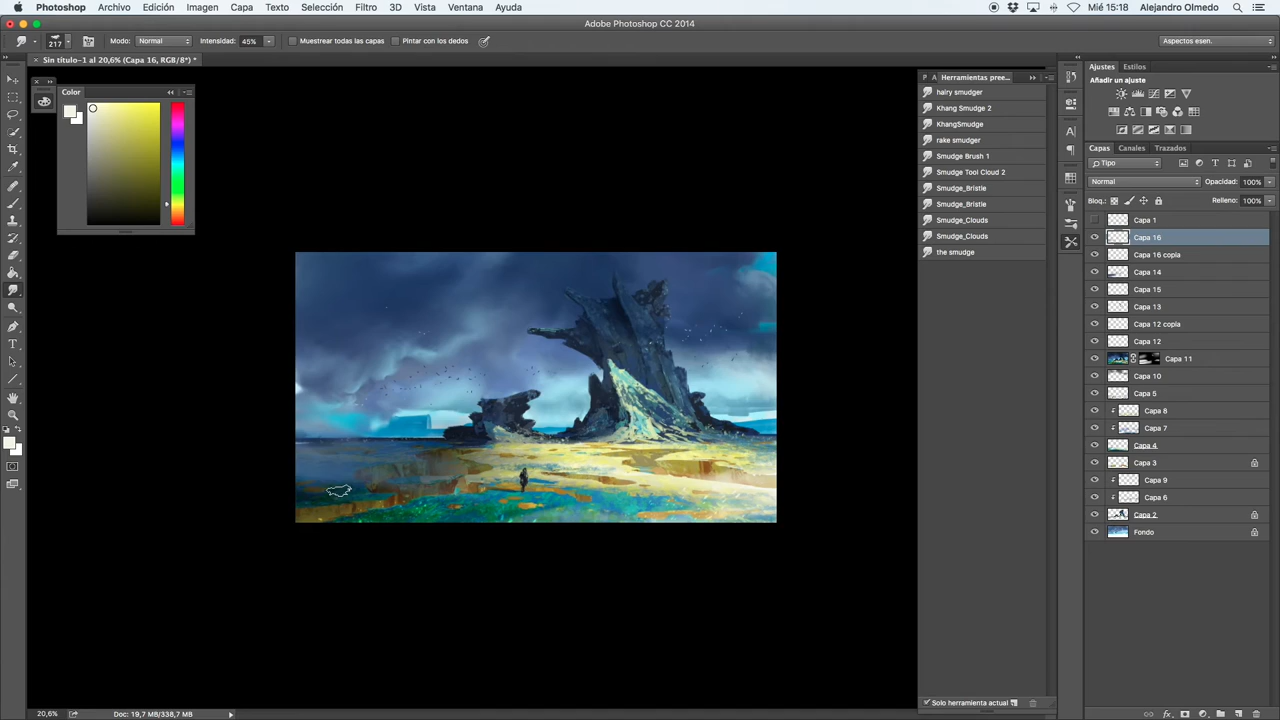 Photoshop Archivo Edición Imagen Capa Texto Selección Filtro 3D Vista Ventana Ayuda Mié 15:18 Alejandro Olmedo
Adobe Photoshop CC 2014
217 Modo: Normal Intensidad: 45% Muestrear todas las capas Pintar con los dedos Aspectos esen.
× Sin título-1 al 20,6% (Capa 16, RGB/8*) *
Color
Herramientas pree...
hairy smudger
Khang Smudge 2
KhangSmudge
rake smudger
Smudge Brush 1
Smudge Tool Cloud 2
Smudge_Bristle
Smudge_Bristle
Smudge_Clouds
Smudge_Clouds
the smudge
Solo herramienta actual
Ajustes Estilos
Añadir un ajuste
Capas Canales Trazados
Tipo
Normal Opacidad: 100%
Bloq.: Relleno: 100%
Capa 1
Capa 16
Capa 16 copia
Capa 14
Capa 15
Capa 13
Capa 12 copia
Capa 12
Capa 11
Capa 10
Capa 5
Capa 8
Capa 7
Capa 4
Capa 3
Capa 9
Capa 6
Capa 2
Fondo
20,6% Doc: 19,7 MB/338,7 MB